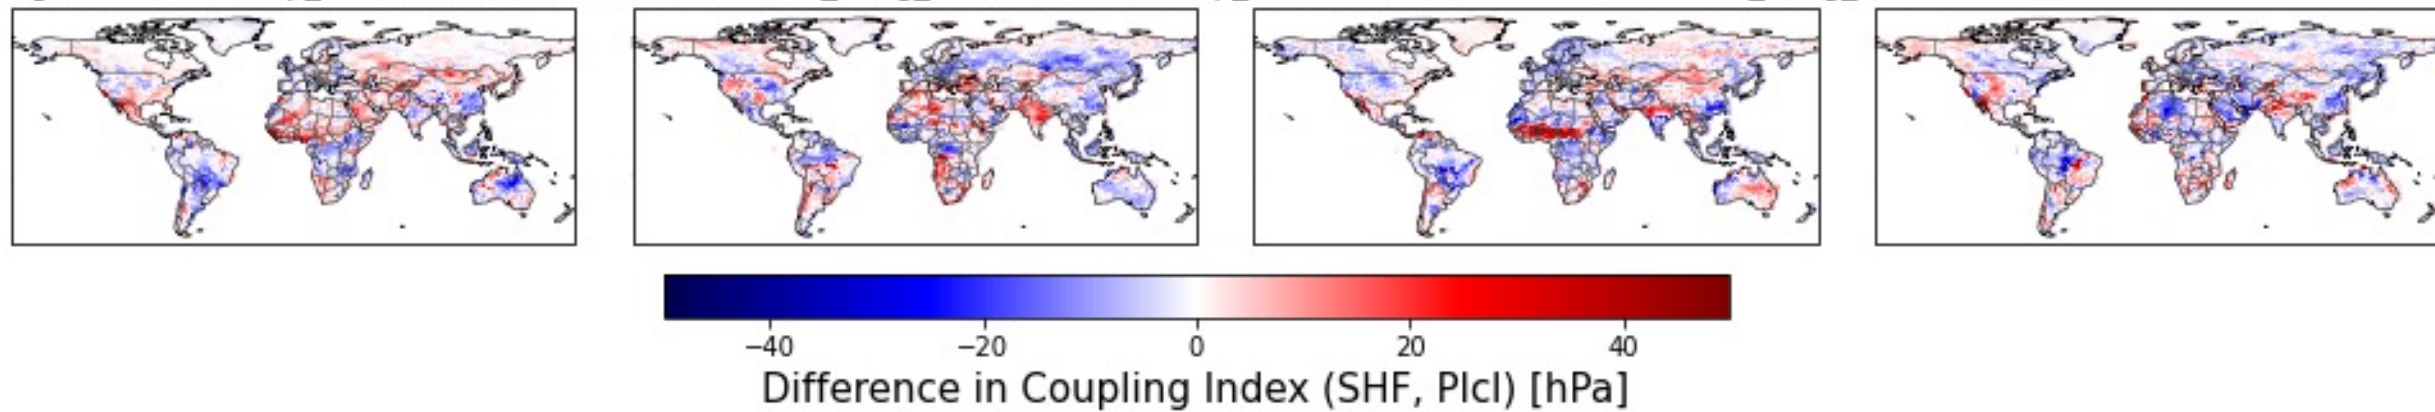 −40 −20 0 20 40
Difference in Coupling Index (SHF, Plcl) [hPa]